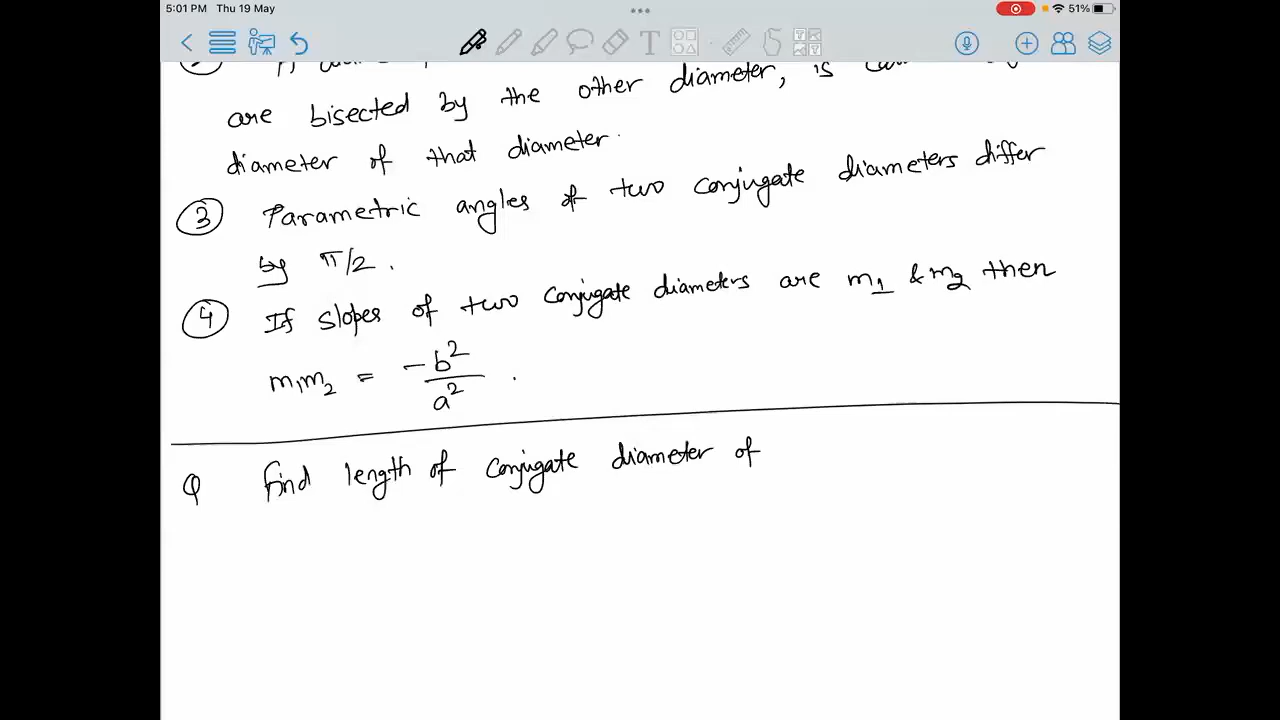 5:01 PM Thu 19 May
51%
T
are bisected by the other diameter, is
diameter of that diameter.
③ Parametric angles of two conjugate diameters differ
by π/2.
④ If slopes of two conjugate diameters are m₁ & m₂ then
m₁m₂ = -b²/a².
Q Find length of conjugate diameter of